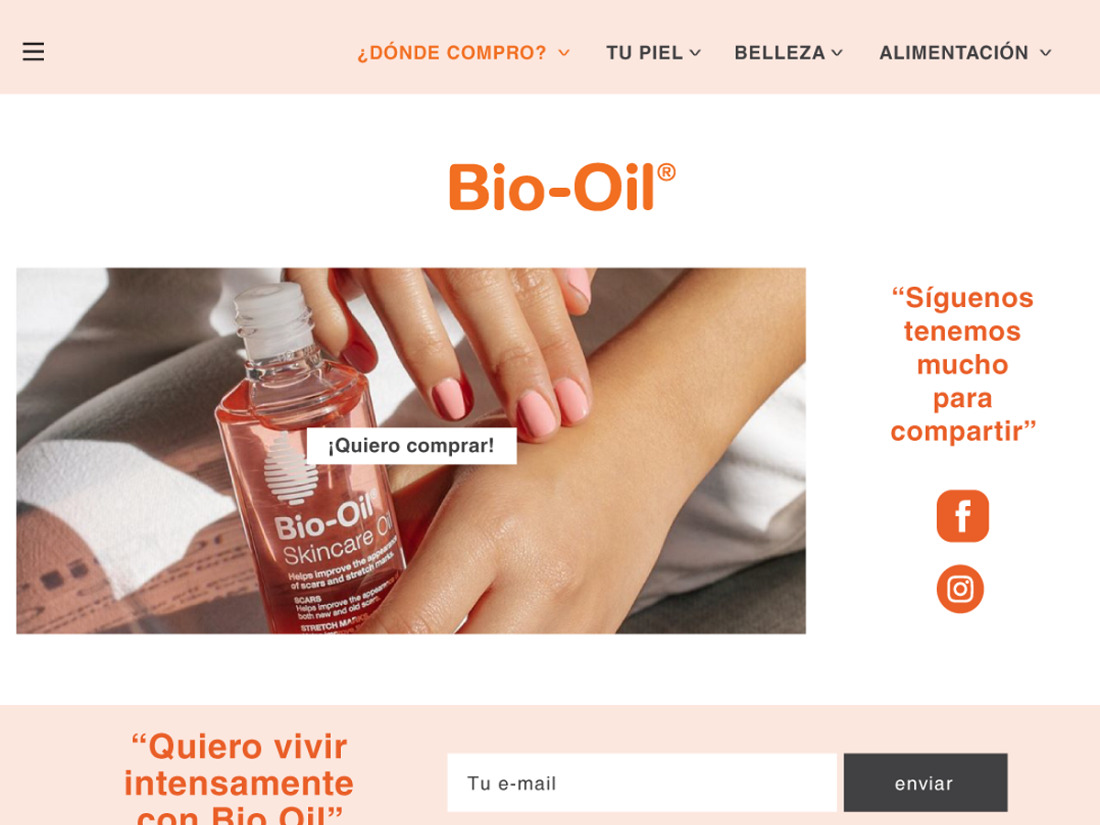 ¿DÓNDE COMPRO? TU PIEL BELLEZA ALIMENTACIÓN
Bio-Oil®
¡Quiero comprar!
Bio-Oil®
Skincare Oil
Helps improve the appearance
of scars and stretch marks.
SCARS
Helps improve the appearance
both new and old scars
STRETCH MARKS
“Síguenos
tenemos
mucho
para
compartir”
“Quiero vivir
intensamente
con Bio Oil”
Tu e-mail
enviar